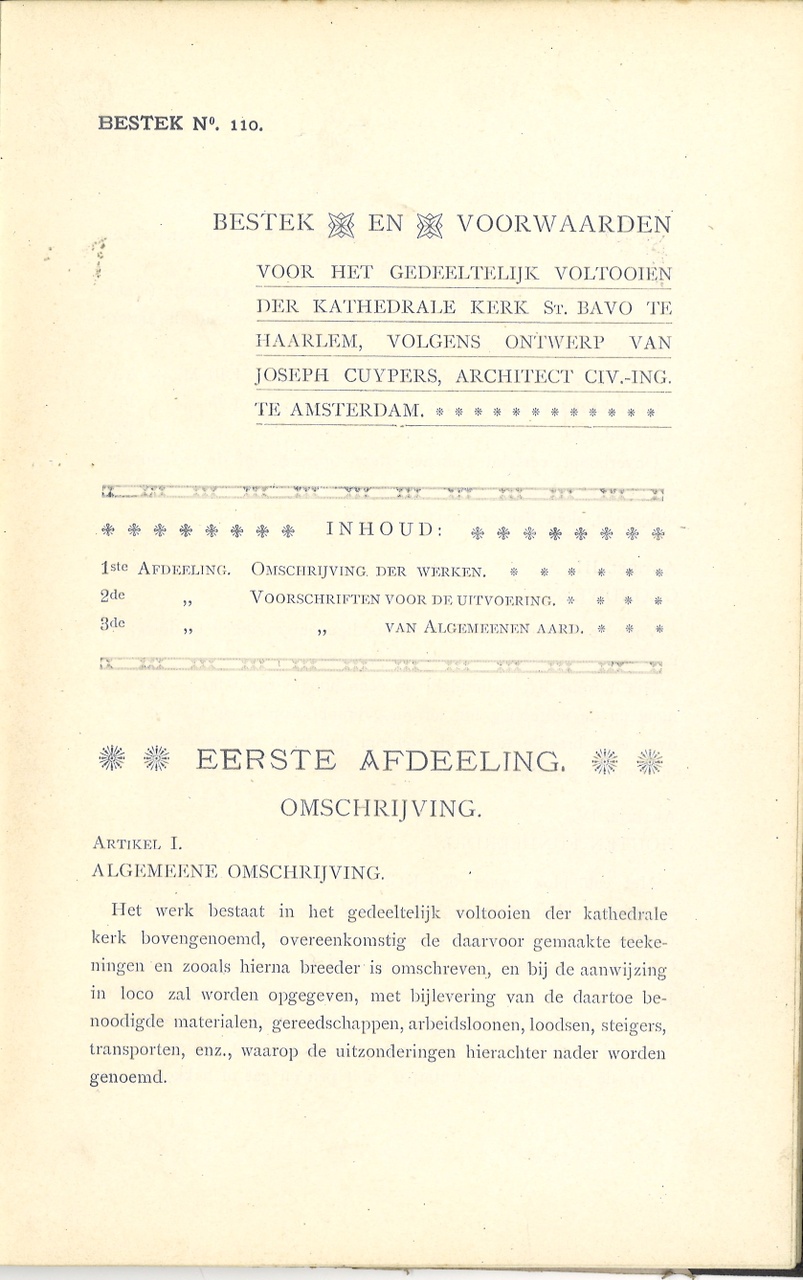 BESTEK Nº. 110.
BESTEK EN VOORWAARDEN
VOOR HET GEDEELTELIJK VOLTOOIEN
DER KATHEDRALE KERK ST. BAVO TE
HAARLEM, VOLGENS ONTWERP VAN
JOSEPH CUYPERS, ARCHITECT CIV.-ING.
TE AMSTERDAM.
INHOUD:
1ste AFDEELING. OMSCHRIJVING DER WERKEN.
2de „ VOORSCHRIFTEN VOOR DE UITVOERING.
3de „ „ VAN ALGEMEENEN AARD.
EERSTE AFDEELING.
OMSCHRIJVING.
ARTIKEL I.
ALGEMEENE OMSCHRIJVING.
Het werk bestaat in het gedeeltelijk voltooien der kathedrale
kerk bovengenoemd, overeenkomstig de daarvoor gemaakte teeke-
ningen en zooals hierna breeder is omschreven, en bij de aanwijzing
in loco zal worden opgegeven, met bijlevering van de daartoe be-
noodigde materialen, gereedschappen, arbeidsloonen, loodsen, steigers,
transporten, enz., waarop de uitzonderingen hierachter nader worden
genoemd.